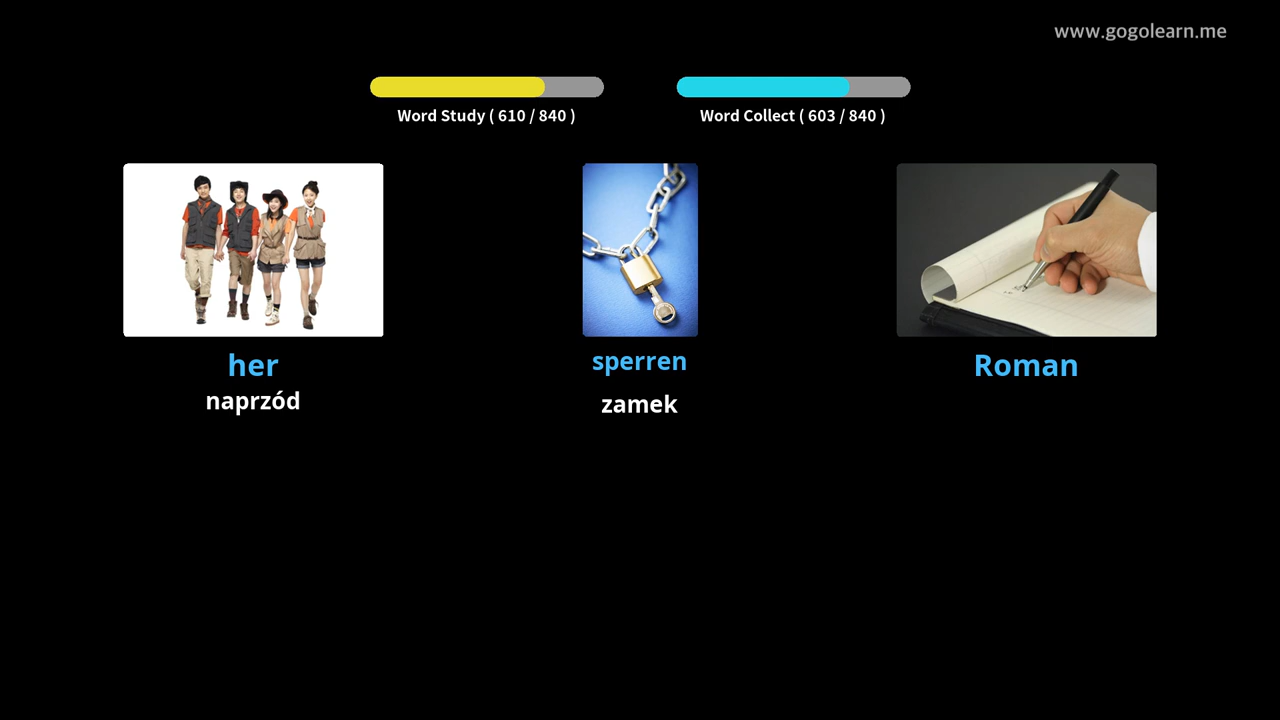 www.gogolearn.me
Word Study ( 610 / 840 )
Word Collect ( 603 / 840 )
her
naprzód
sperren
zamek
Roman